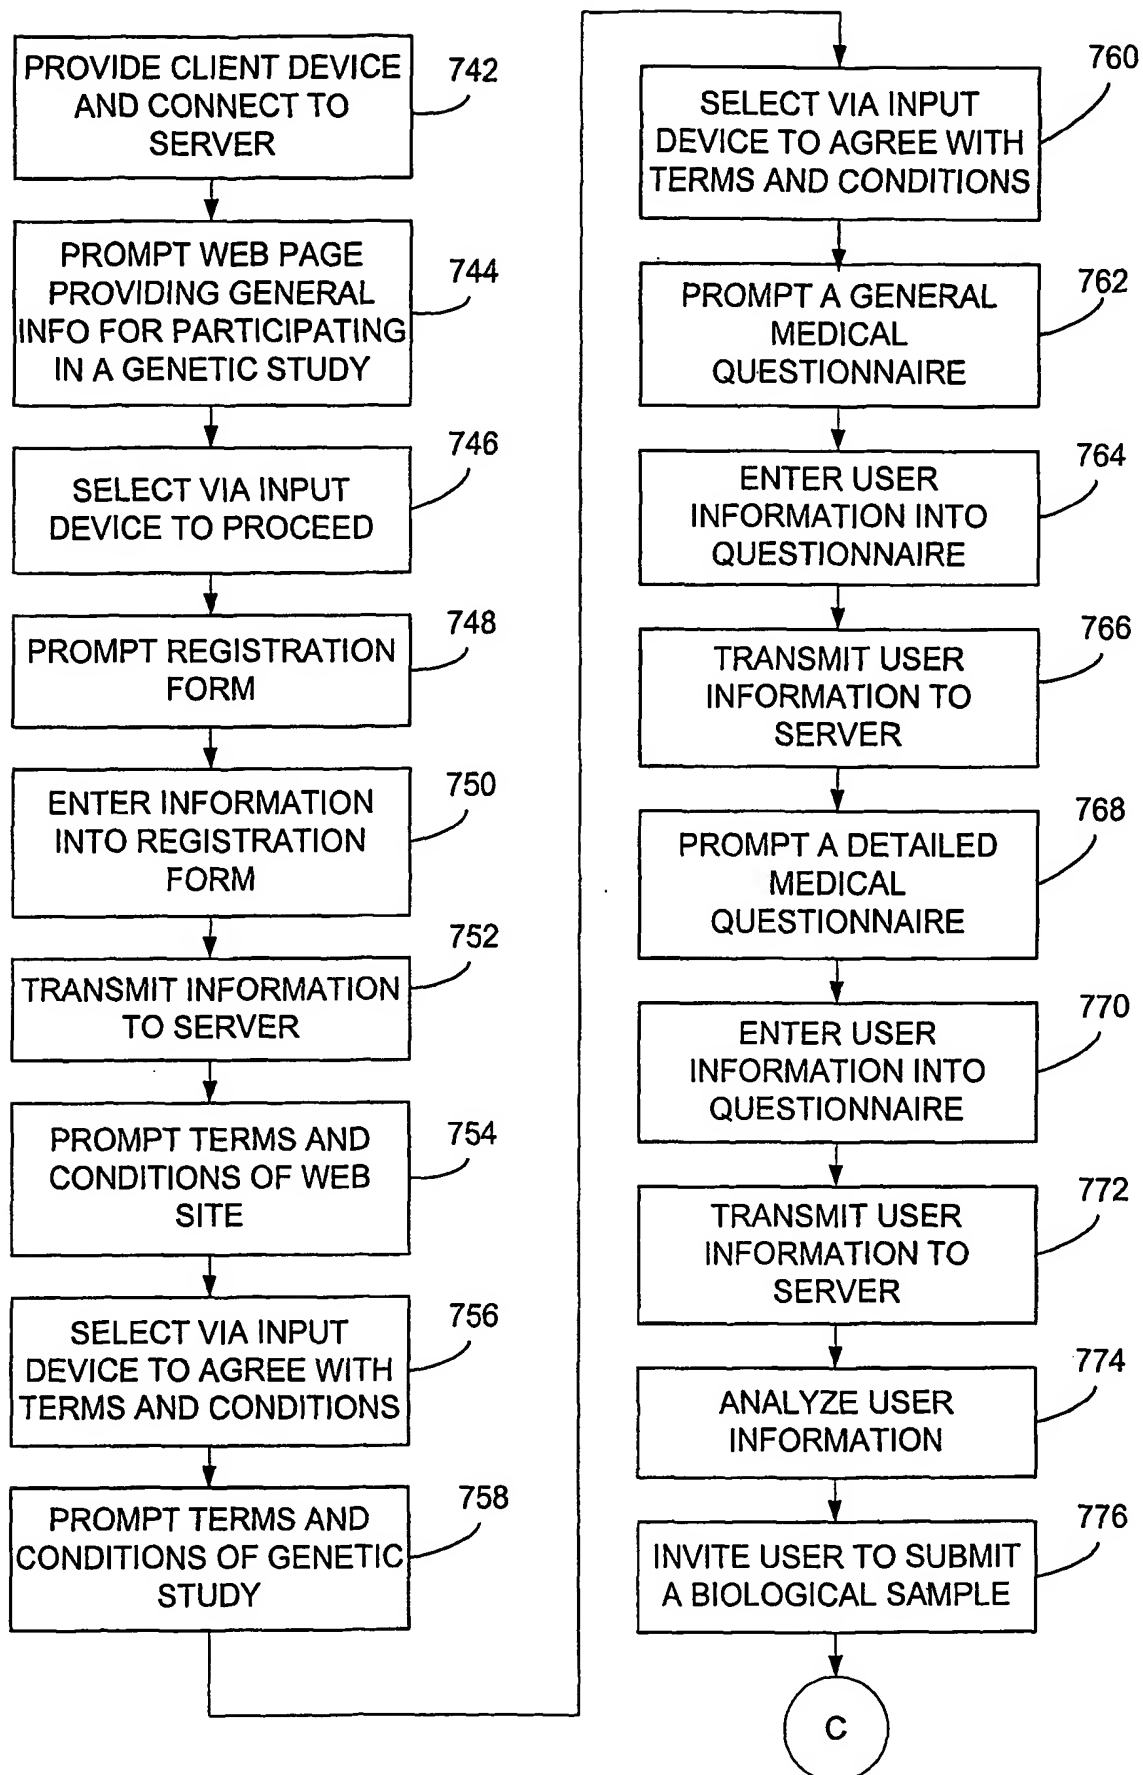 PROVIDE CLIENT DEVICE
AND CONNECT TO
SERVER
742
PROMPT WEB PAGE
PROVIDING GENERAL
INFO FOR PARTICIPATING
IN A GENETIC STUDY
744
SELECT VIA INPUT
DEVICE TO PROCEED
746
PROMPT REGISTRATION
FORM
748
ENTER INFORMATION
INTO REGISTRATION
FORM
750
TRANSMIT INFORMATION
TO SERVER
752
PROMPT TERMS AND
CONDITIONS OF WEB
SITE
754
SELECT VIA INPUT
DEVICE TO AGREE WITH
TERMS AND CONDITIONS
756
PROMPT TERMS AND
CONDITIONS OF GENETIC
STUDY
758
SELECT VIA INPUT
DEVICE TO AGREE WITH
TERMS AND CONDITIONS
760
PROMPT A GENERAL
MEDICAL
QUESTIONNAIRE
762
ENTER USER
INFORMATION INTO
QUESTIONNAIRE
764
TRANSMIT USER
INFORMATION TO
SERVER
766
PROMPT A DETAILED
MEDICAL
QUESTIONNAIRE
768
ENTER USER
INFORMATION INTO
QUESTIONNAIRE
770
TRANSMIT USER
INFORMATION TO
SERVER
772
ANALYZE USER
INFORMATION
774
INVITE USER TO SUBMIT
A BIOLOGICAL SAMPLE
776
C